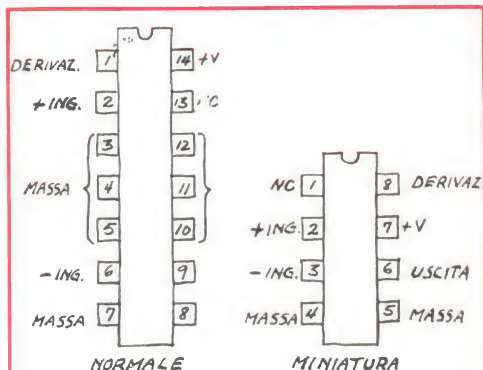 DERIVAZ. 1 14 +V
+ING. 2 13
3 12
MASSA 4 11
5 10
-ING. 6 9
MASSA 7 8
NORMALE
NC 1 8 DERIVAZ.
+ING. 2 7 +V
-ING. 3 6 USCITA
MASSA 4 5 MASSA
MINIATURA